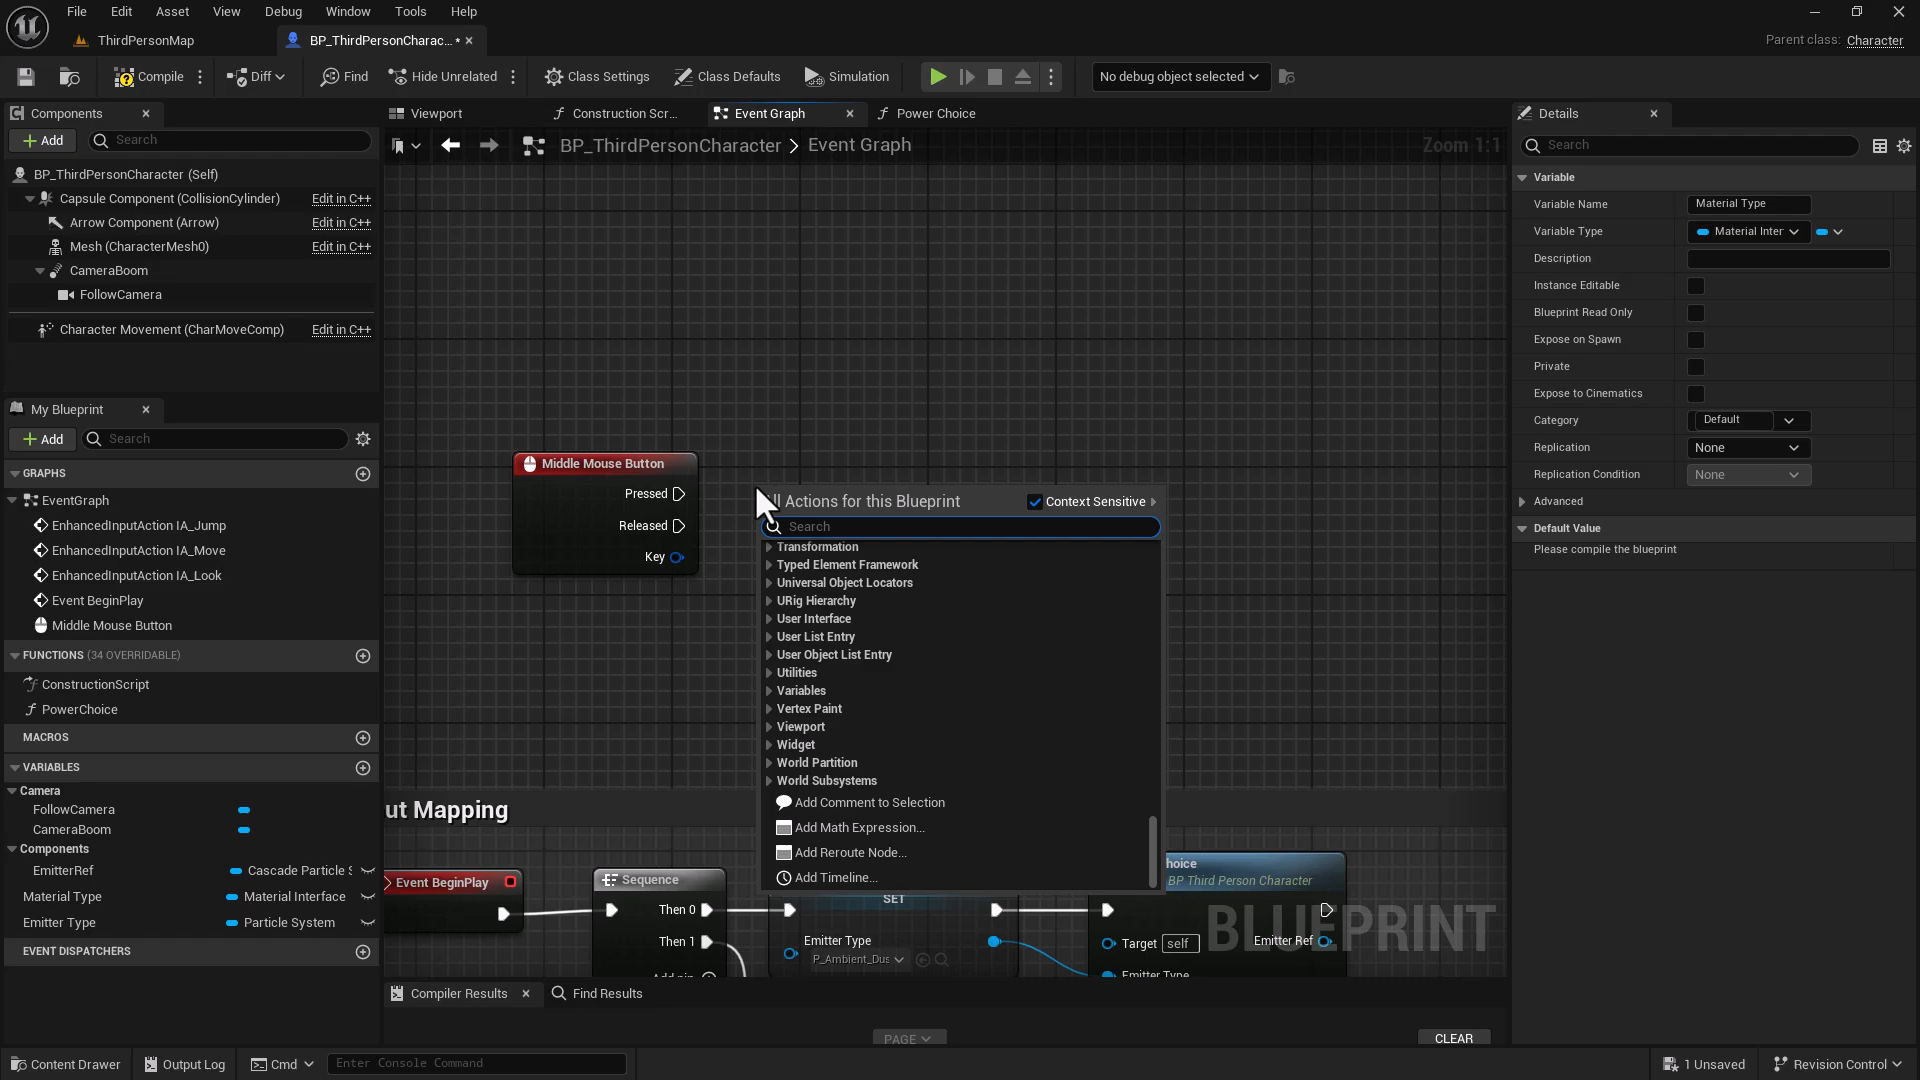 File Edit Asset View Debug Window Tools Help
ThirdPersonMap
BP_ThirdPersonCharac... •
Parent class: Character
Compile
Diff
Find
Hide Unrelated
Class Settings
Class Defaults
Simulation
No debug object selected
Components
Add
Search
BP_ThirdPersonCharacter (Self)
Capsule Component (CollisionCylinder) Edit in C++
Arrow Component (Arrow) Edit in C++
Mesh (CharacterMesh0) Edit in C++
CameraBoom
FollowCamera
Character Movement (CharMoveComp) Edit in C++
My Blueprint
Add
Search
GRAPHS
EventGraph
EnhancedInputAction IA_Jump
EnhancedInputAction IA_Move
EnhancedInputAction IA_Look
Event BeginPlay
Middle Mouse Button
FUNCTIONS (34 OVERRIDABLE)
ConstructionScript
PowerChoice
MACROS
VARIABLES
Camera
FollowCamera
CameraBoom
Components
EmitterRef Cascade Particle S
Material Type Material Interface
Emitter Type Particle System
EVENT DISPATCHERS
Viewport
Construction Scr...
Event Graph
Power Choice
BP_ThirdPersonCharacter > Event Graph
Zoom 1:1
Middle Mouse Button
Pressed
Released
Key
All Actions for this Blueprint
Context Sensitive
Search
Transformation
Typed Element Framework
Universal Object Locators
URig Hierarchy
User Interface
User List Entry
User Object List Entry
Utilities
Variables
Vertex Paint
Viewport
Widget
World Partition
World Subsystems
Add Comment to Selection
Add Math Expression...
Add Reroute Node...
Add Timeline...
ut Mapping
Event BeginPlay
Sequence
Then 0
Then 1
Add pin
SET
Emitter Type
P_Ambient_Dus
hoice
BP Third Person Character
Target self
Emitter Ref
Emitter Type
BLUEPRINT
Compiler Results
Find Results
PAGE
CLEAR
Details
Search
Variable
Variable Name Material Type
Variable Type Material Inter
Description
Instance Editable
Blueprint Read Only
Expose on Spawn
Private
Expose to Cinematics
Category Default
Replication None
Replication Condition None
Advanced
Default Value
Please compile the blueprint
Content Drawer
Output Log
Cmd
Enter Console Command
1 Unsaved
Revision Control